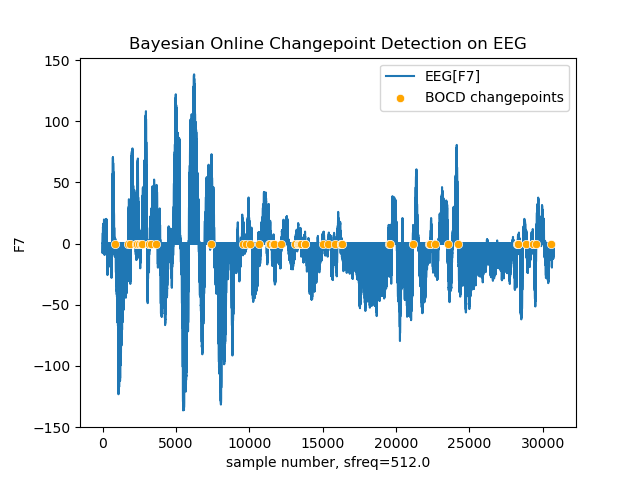 Bayesian Online Changepoint Detection on EEG
EEG[F7]
BOCD changepoints
150
100
50
0
−50
−100
−150
F7
0 5000 10000 15000 20000 25000 30000
sample number, sfreq=512.0